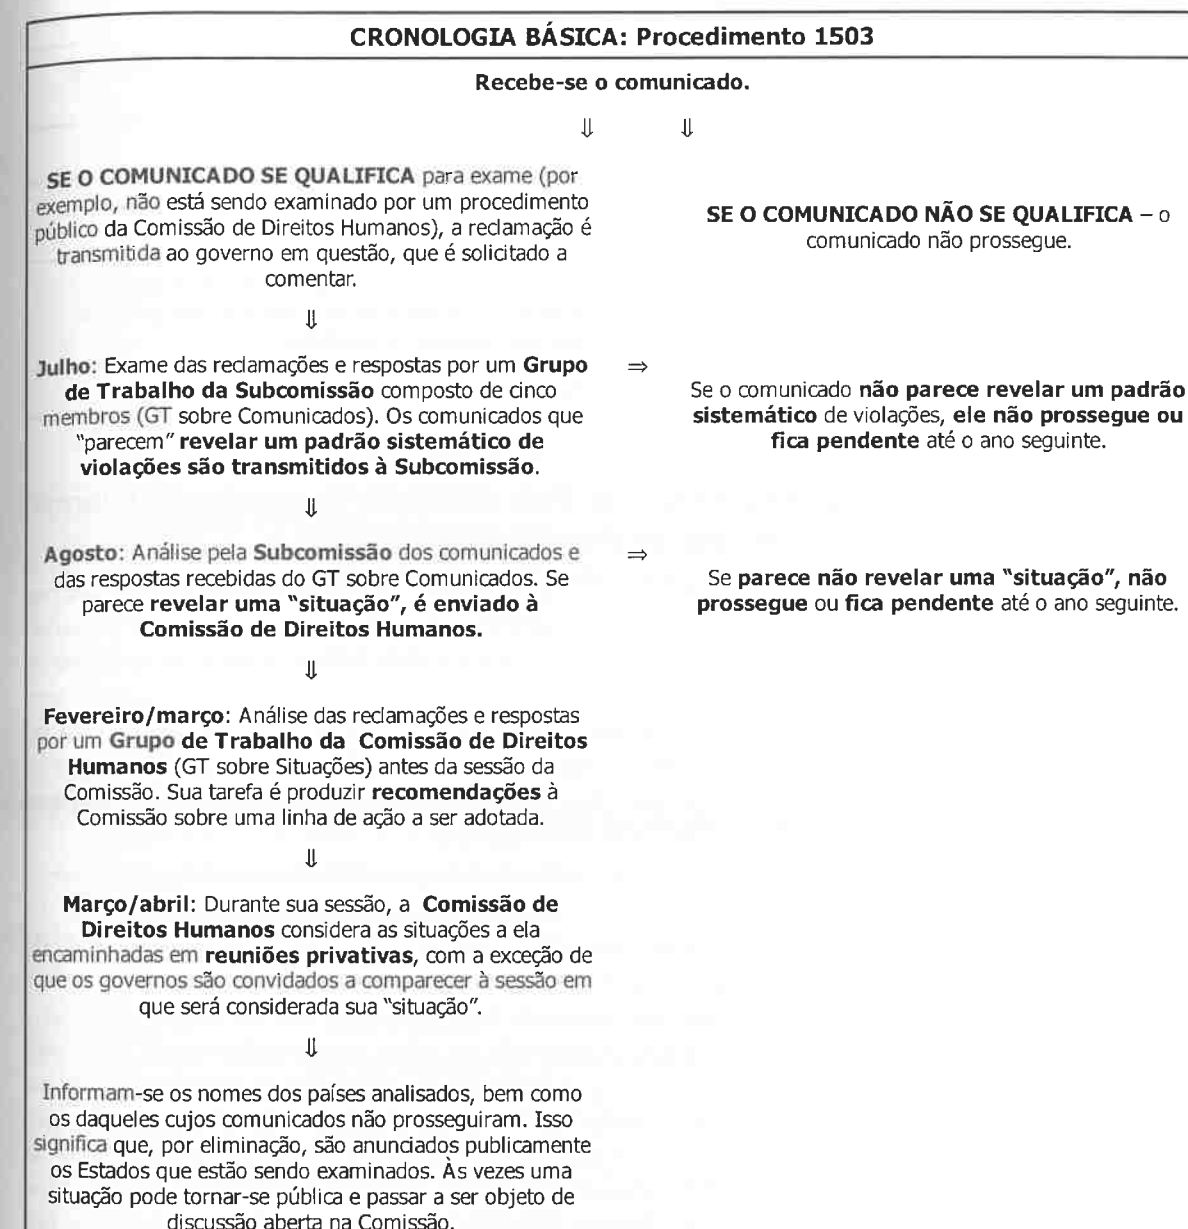 CRONOLOGIA BÁSICA: Procedimento 1503
Recebe-se o comunicado.
⇓ ⇓
SE O COMUNICADO SE QUALIFICA para exame (por
exemplo, não está sendo examinado por um procedimento
público da Comissão de Direitos Humanos), a reclamação é
transmitida ao governo em questão, que é solicitado a
comentar.
SE O COMUNICADO NÃO SE QUALIFICA – o
comunicado não prossegue.
⇓
Julho: Exame das reclamações e respostas por um Grupo
de Trabalho da Subcomissão composto de cinco
membros (GT sobre Comunicados). Os comunicados que
"parecem" revelar um padrão sistemático de
violações são transmitidos à Subcomissão.
⇒
Se o comunicado não parece revelar um padrão
sistemático de violações, ele não prossegue ou
fica pendente até o ano seguinte.
⇓
Agosto: Análise pela Subcomissão dos comunicados e
das respostas recebidas do GT sobre Comunicados. Se
parece revelar uma "situação", é enviado à
Comissão de Direitos Humanos.
⇒
Se parece não revelar uma "situação", não
prossegue ou fica pendente até o ano seguinte.
⇓
Fevereiro/março: Análise das reclamações e respostas
por um Grupo de Trabalho da Comissão de Direitos
Humanos (GT sobre Situações) antes da sessão da
Comissão. Sua tarefa é produzir recomendações à
Comissão sobre uma linha de ação a ser adotada.
⇓
Março/abril: Durante sua sessão, a Comissão de
Direitos Humanos considera as situações a ela
encaminhadas em reuniões privativas, com a exceção de
que os governos são convidados a comparecer à sessão em
que será considerada sua "situação".
⇓
Informam-se os nomes dos países analisados, bem como
os daqueles cujos comunicados não prosseguiram. Isso
significa que, por eliminação, são anunciados publicamente
os Estados que estão sendo examinados. Às vezes uma
situação pode tornar-se pública e passar a ser objeto de
discussão aberta na Comissão.